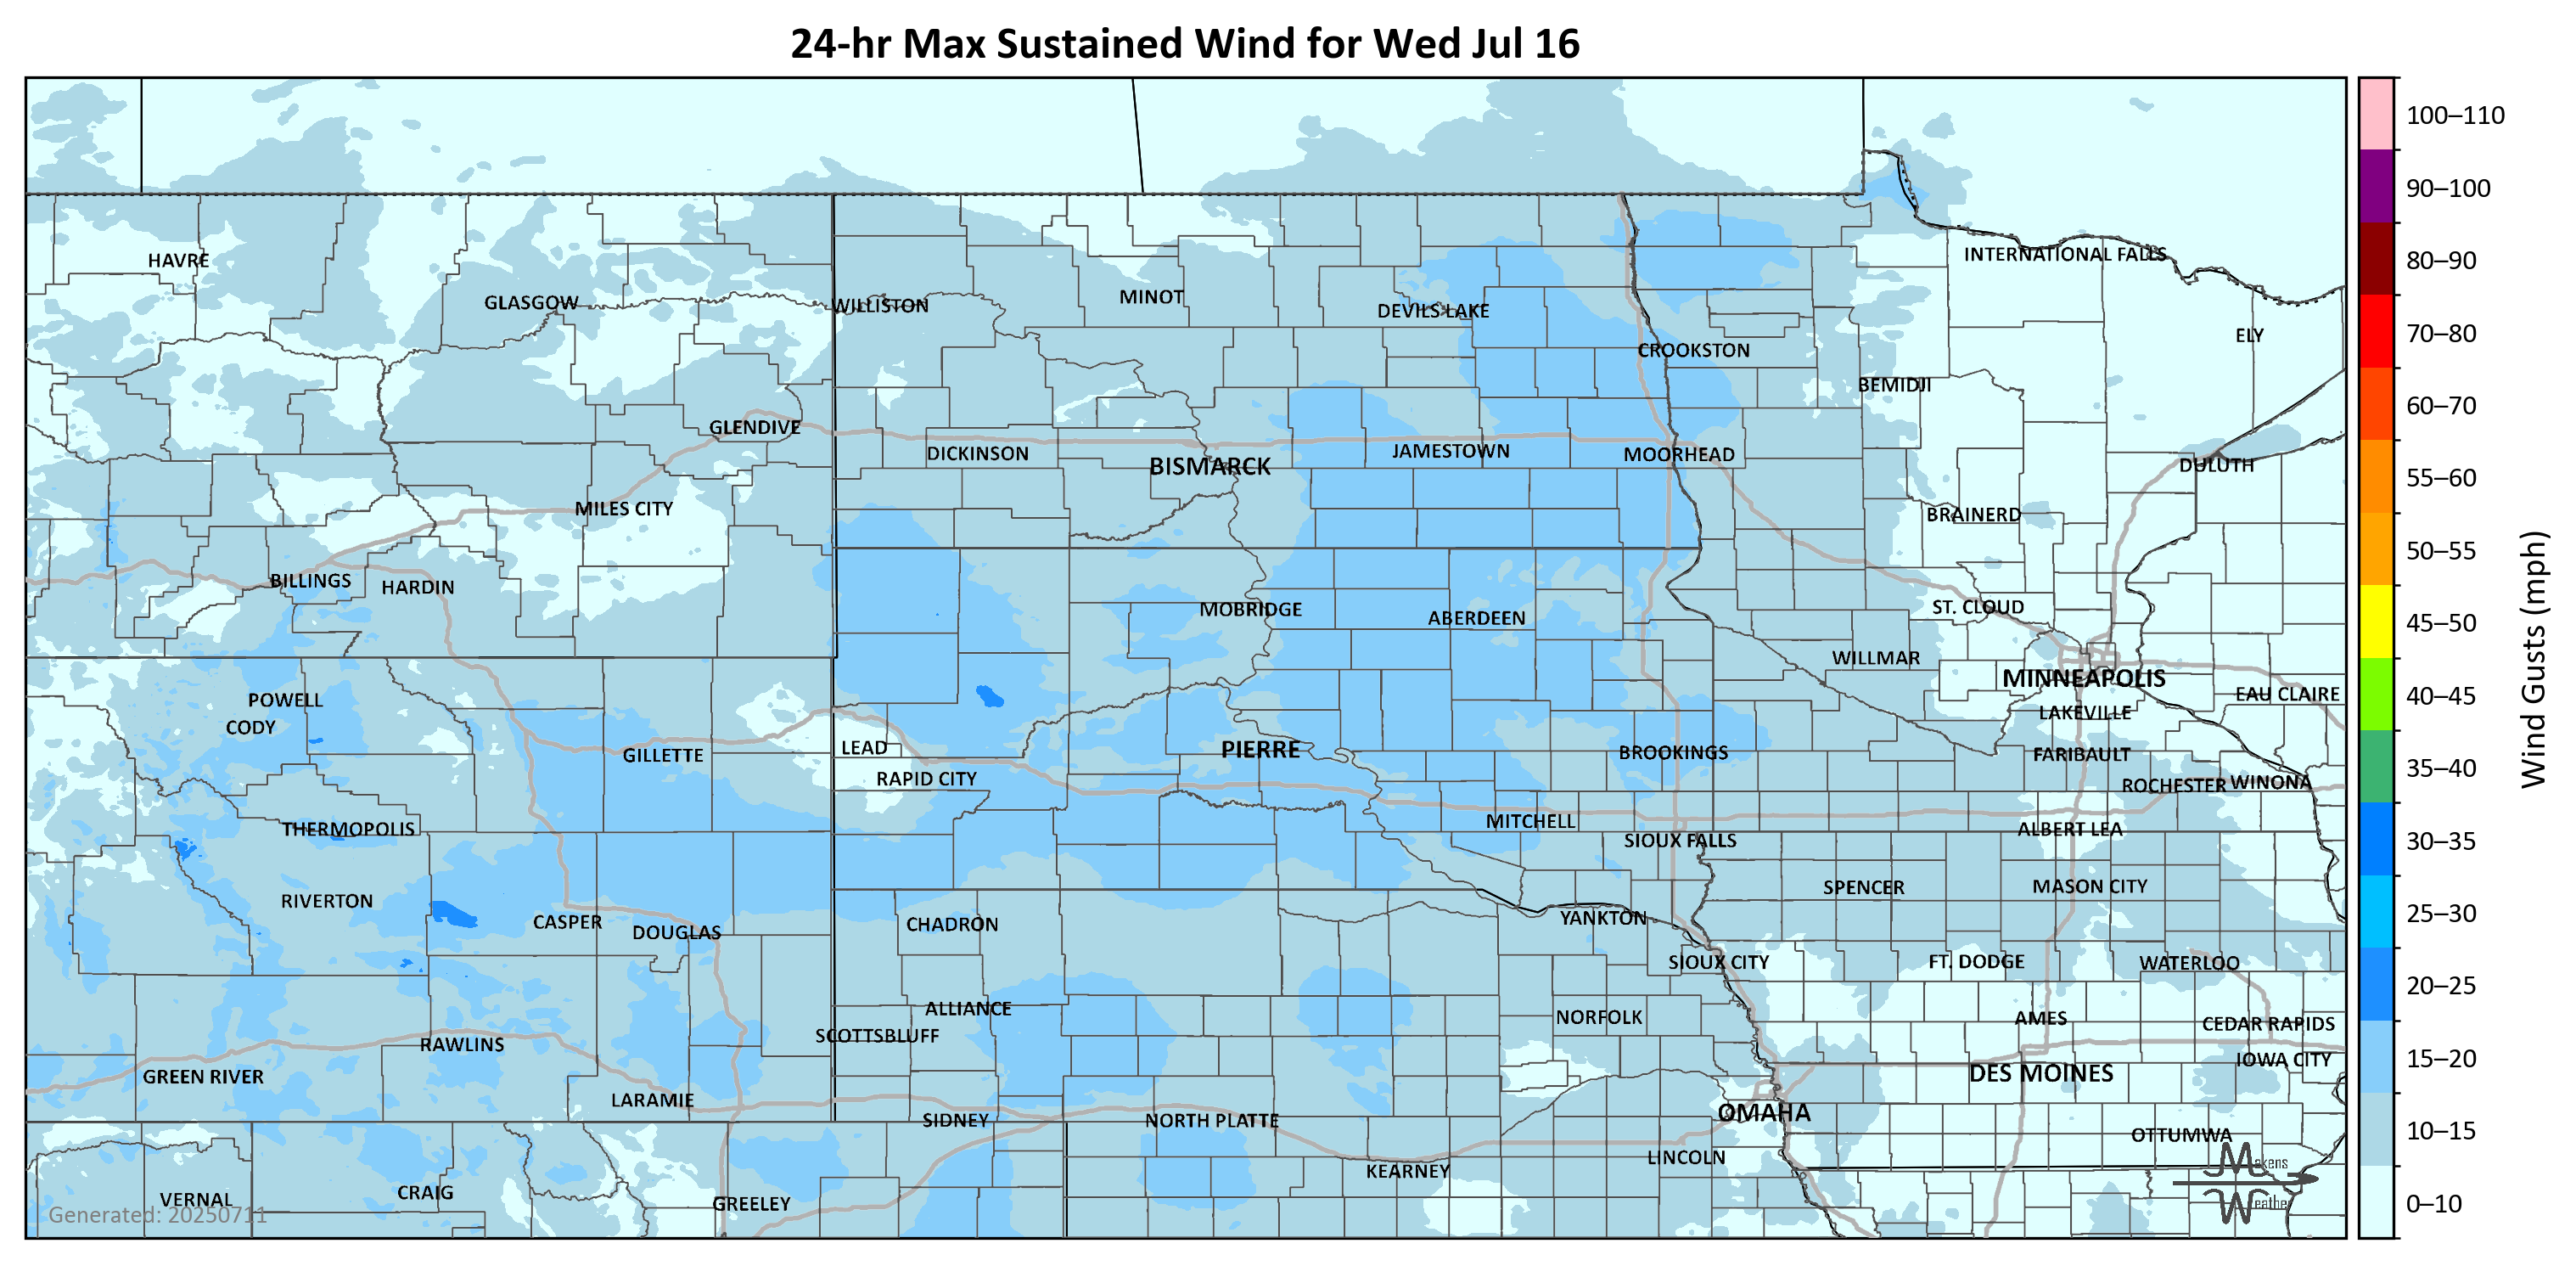 24-hr Max Sustained Wind for Wed Jul 16
100–110
90–100
80–90
70–80
60–70
55–60
50–55
45–50
40–45
35–40
30–35
25–30
20–25
15–20
10–15
0–10
Wind Gusts (mph)
HAVRE
GLASGOW
WILLISTON
MINOT
DEVILS LAKE
INTERNATIONAL FALLS
ELY
CROOKSTON
BEMIDJI
GLENDIVE
DICKINSON
BISMARCK
JAMESTOWN
MOORHEAD
DULUTH
MILES CITY
BRAINERD
BILLINGS
HARDIN
MOBRIDGE
ABERDEEN
ST. CLOUD
WILLMAR
MINNEAPOLIS
EAU CLAIRE
POWELL
CODY
LAKEVILLE
GILLETTE
LEAD
PIERRE
BROOKINGS
FARIBAULT
RAPID CITY
ROCHESTER
WINONA
THERMOPOLIS
MITCHELL
SIOUX FALLS
ALBERT LEA
RIVERTON
SPENCER
MASON CITY
CASPER
DOUGLAS
CHADRON
YANKTON
SIOUX CITY
FT. DODGE
WATERLOO
ALLIANCE
NORFOLK
AMES
CEDAR RAPIDS
SCOTTSBLUFF
RAWLINS
IOWA CITY
GREEN RIVER
DES MOINES
LARAMIE
SIDNEY
NORTH PLATTE
OMAHA
OTTUMWA
LINCOLN
KEARNEY
VERNAL
CRAIG
GREELEY
Generated: 20250711
Makens
Weather